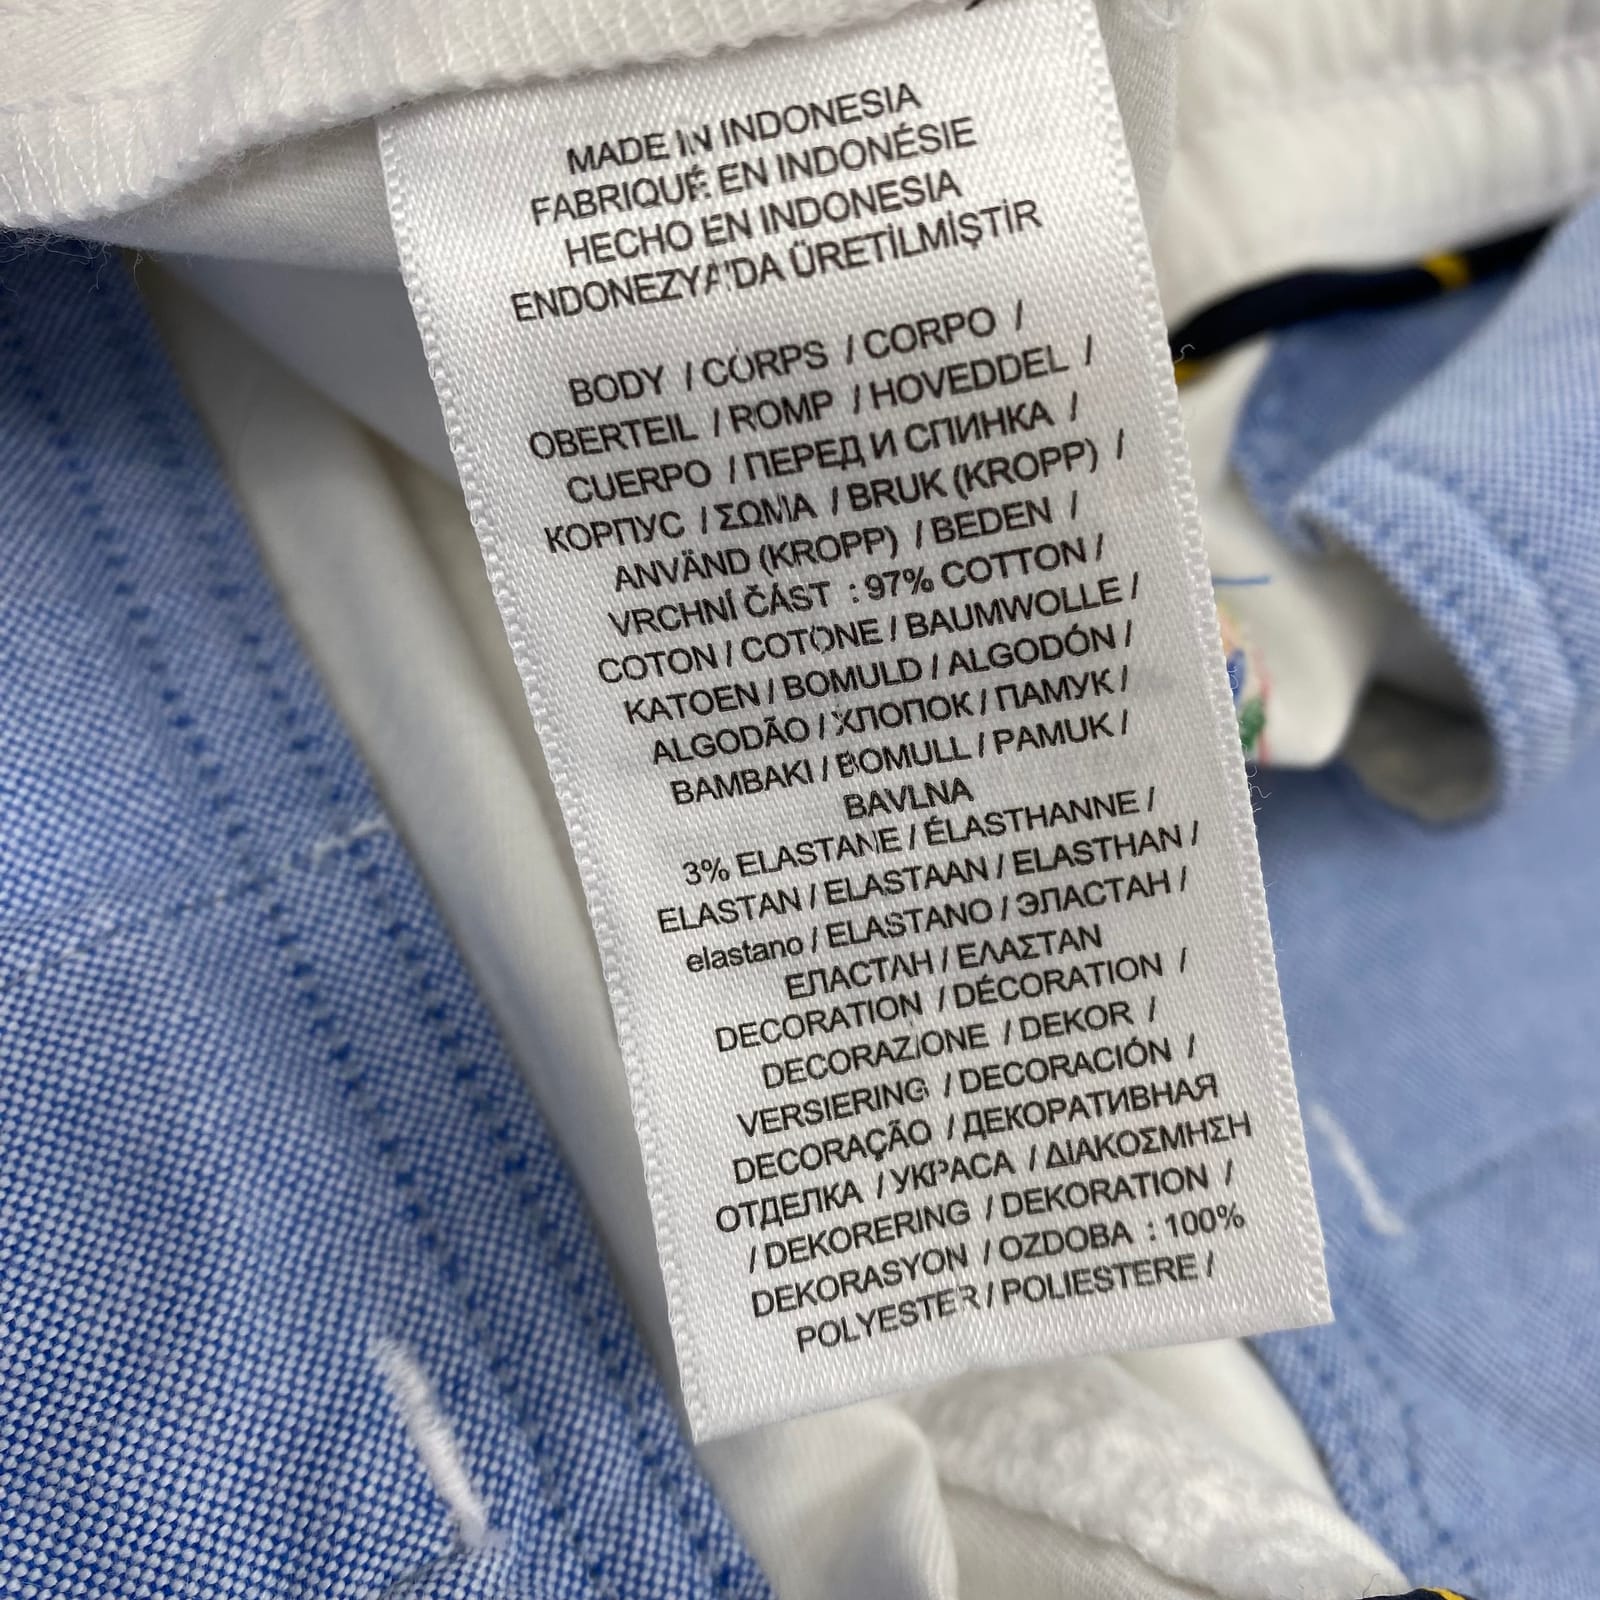 MADE IN INDONESIA
FABRIQUÉ EN INDONÉSIE
HECHO EN INDONESIA
ENDONEZYA'DA ÜRETİLMİŞTİR
BODY / CORPS / CORPO /
OBERTEIL / ROMP / HOVEDDEL /
CUERPO / ПЕРЕД И СПИНКА /
КОРПУС / ΣΩΜΑ / BRUK (KROPP) /
ANVÄND (KROPP) / BEDEN /
VRCHNÍ ČÁST : 97% COTTON /
COTON / COTONE / BAUMWOLLE /
KATOEN / BOMULD / ALGODÓN /
ALGODÃO / ХЛОПОК / ПАМУК /
BAMBAKI / BOMULL / PAMUK /
BAVLNA
3% ELASTANE / ÉLASTHANNE /
ELASTAN / ELASTAAN / ELASTHAN /
elastano / ELASTANO / ЭЛАСТАН /
ЕЛАСТАН / ΕΛΑΣΤΑΝ
DECORATION / DÉCORATION /
DECORAZIONE / DEKOR /
VERSIERING / DECORACIÓN /
DECORAÇÃO / ДЕКОРАТИВНАЯ
ОТДЕЛКА / УКРАСА / ΔΙΑΚΟΣΜΗΣΗ
/ DEKORERING / DEKORATION /
DEKORASYON / OZDOBA : 100%
POLYESTER / POLIESTERE /